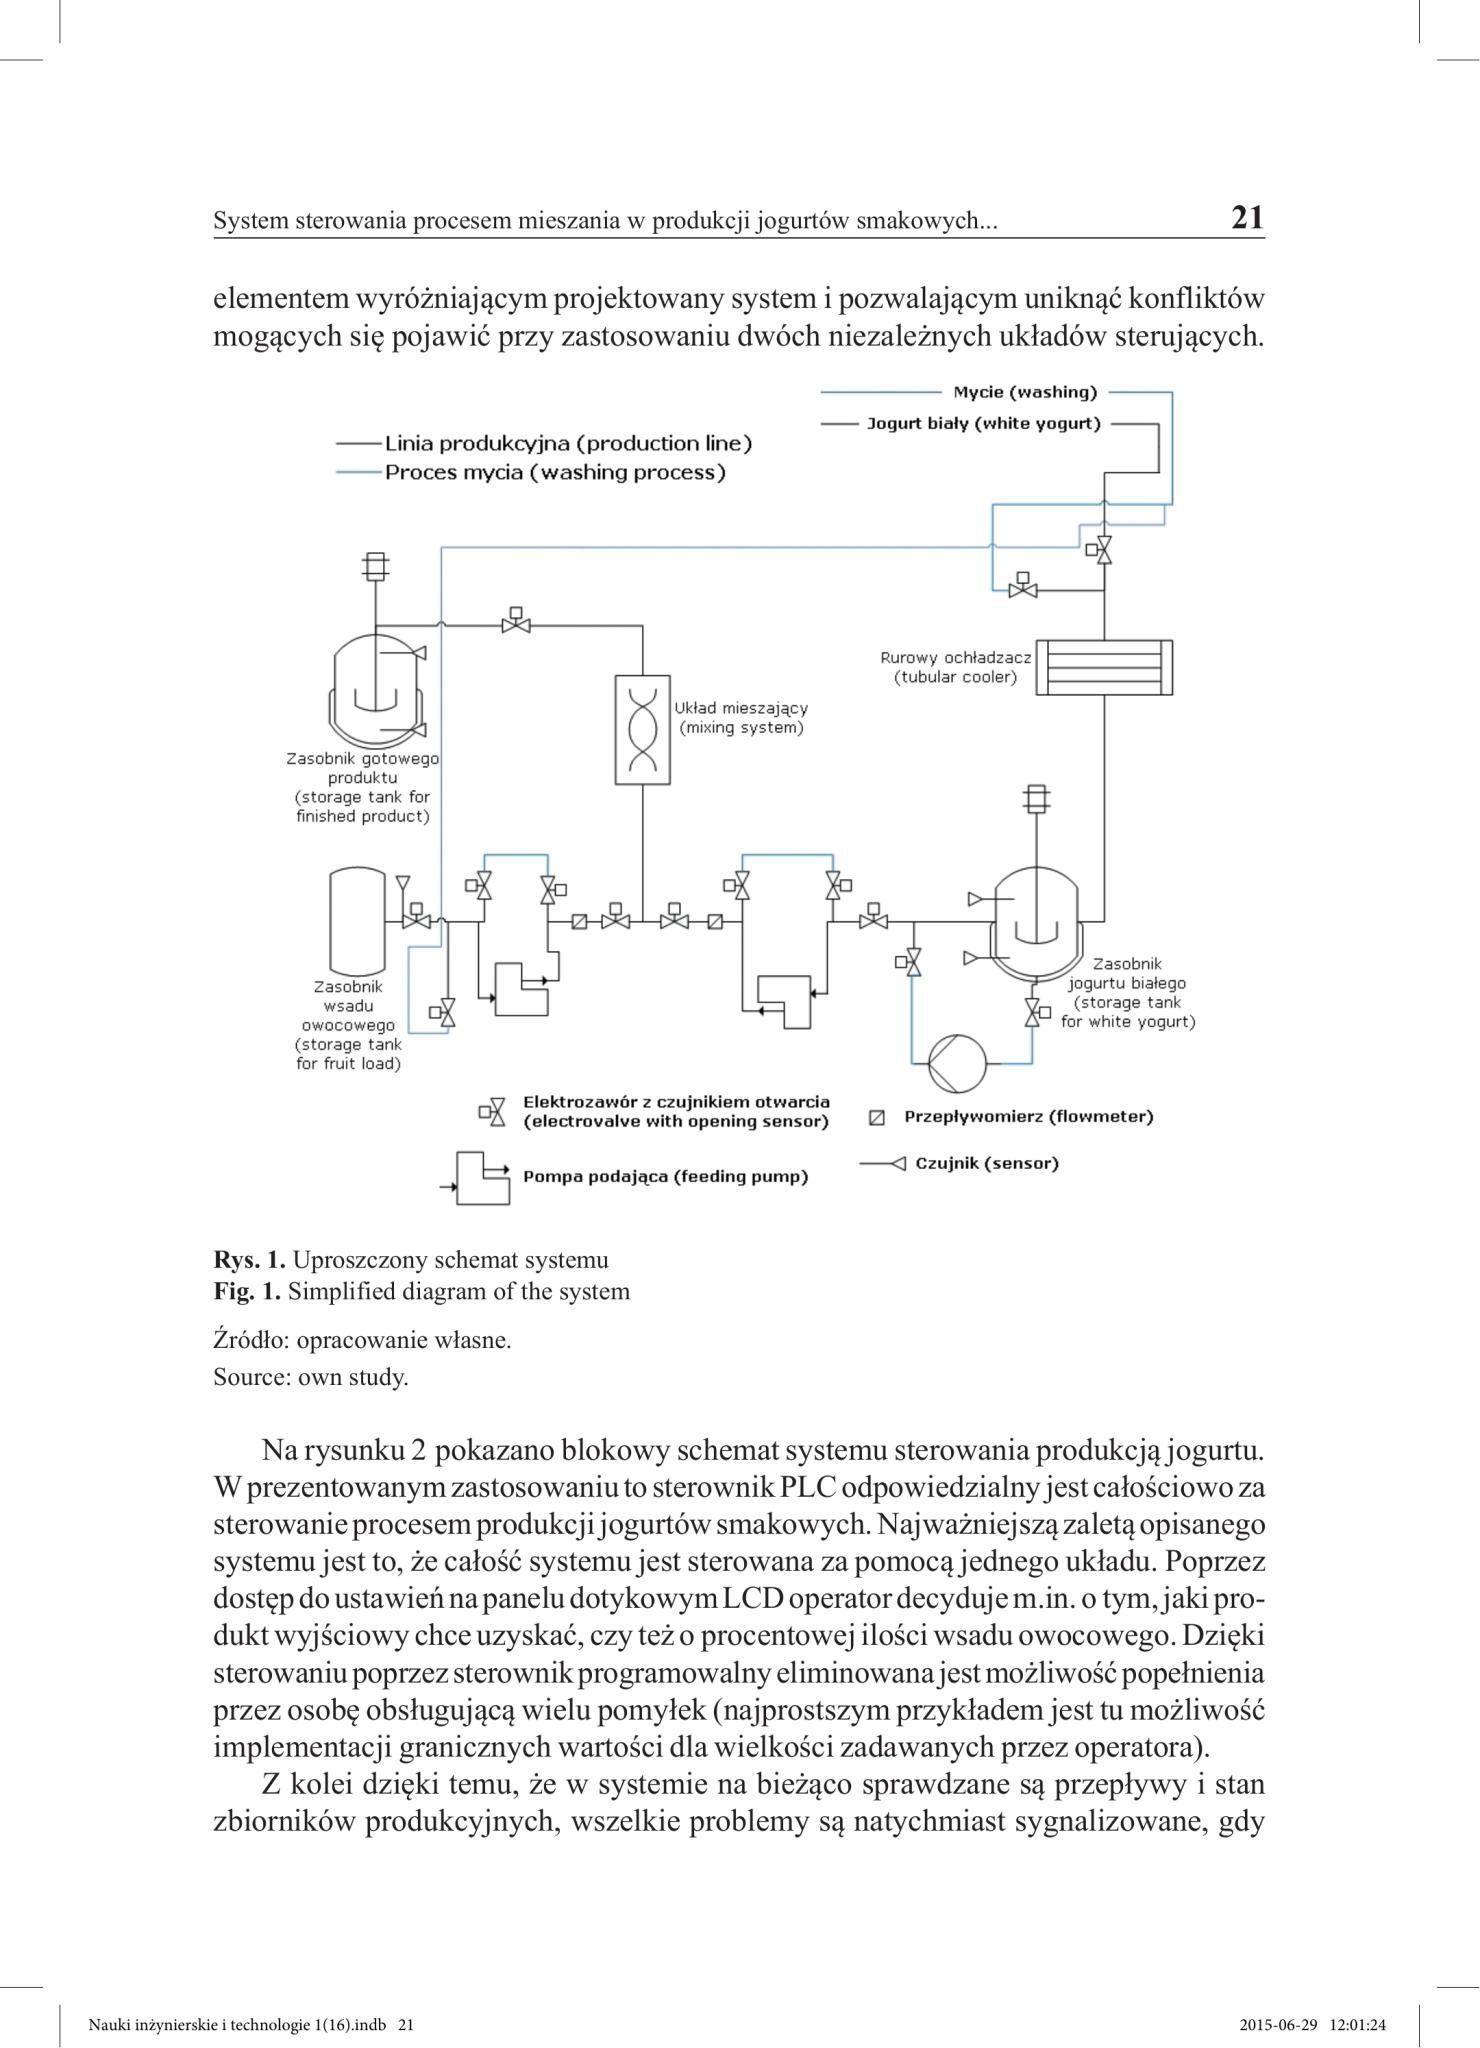 System sterowania procesem mieszania w produkcji jogurtów smakowych... 21
elementem wyróżniającym projektowany system i pozwalającym uniknąć konfliktów
mogących się pojawić przy zastosowaniu dwóch niezależnych układów sterujących.
Mycie (washing)
Jogurt biały (white yogurt)
Linia produkcyjna (production line)
Proces mycia (washing process)
Rurowy ochładzacz
(tubular cooler)
Układ mieszający
(mixing system)
Zasobnik gotowego
produktu
(storage tank for
finished product)
Zasobnik
wsadu
owocowego
(storage tank
for fruit load)
Zasobnik
jogurtu białego
(storage tank
for white yogurt)
Elektrozawór z czujnikiem otwarcia
(electrovalve with opening sensor)
Przepływomierz (flowmeter)
Pompa podająca (feeding pump)
Czujnik (sensor)
Rys. 1. Uproszczony schemat systemu
Fig. 1. Simplified diagram of the system
Źródło: opracowanie własne.
Source: own study.
Na rysunku 2 pokazano blokowy schemat systemu sterowania produkcją jogurtu.
W prezentowanym zastosowaniu to sterownik PLC odpowiedzialny jest całościowo za
sterowanie procesem produkcji jogurtów smakowych. Najważniejszą zaletą opisanego
systemu jest to, że całość systemu jest sterowana za pomocą jednego układu. Poprzez
dostęp do ustawień na panelu dotykowym LCD operator decyduje m.in. o tym, jaki pro-
dukt wyjściowy chce uzyskać, czy też o procentowej ilości wsadu owocowego. Dzięki
sterowaniu poprzez sterownik programowalny eliminowana jest możliwość popełnienia
przez osobę obsługującą wielu pomyłek (najprostszym przykładem jest tu możliwość
implementacji granicznych wartości dla wielkości zadawanych przez operatora).
Z kolei dzięki temu, że w systemie na bieżąco sprawdzane są przepływy i stan
zbiorników produkcyjnych, wszelkie problemy są natychmiast sygnalizowane, gdy
Nauki inżynierskie i technologie 1(16).indb 21 2015-06-29 12:01:24